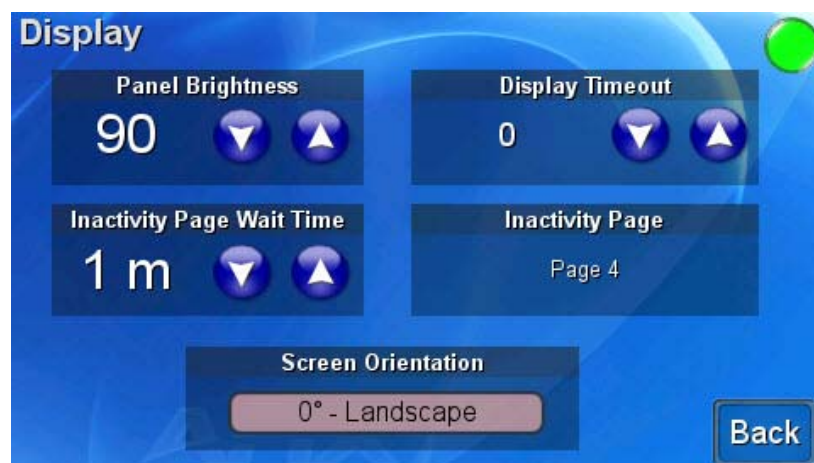 Display
Panel Brightness
90
Display Timeout
0
Inactivity Page Wait Time
1 m
Inactivity Page
Page 4
Screen Orientation
0° - Landscape
Back